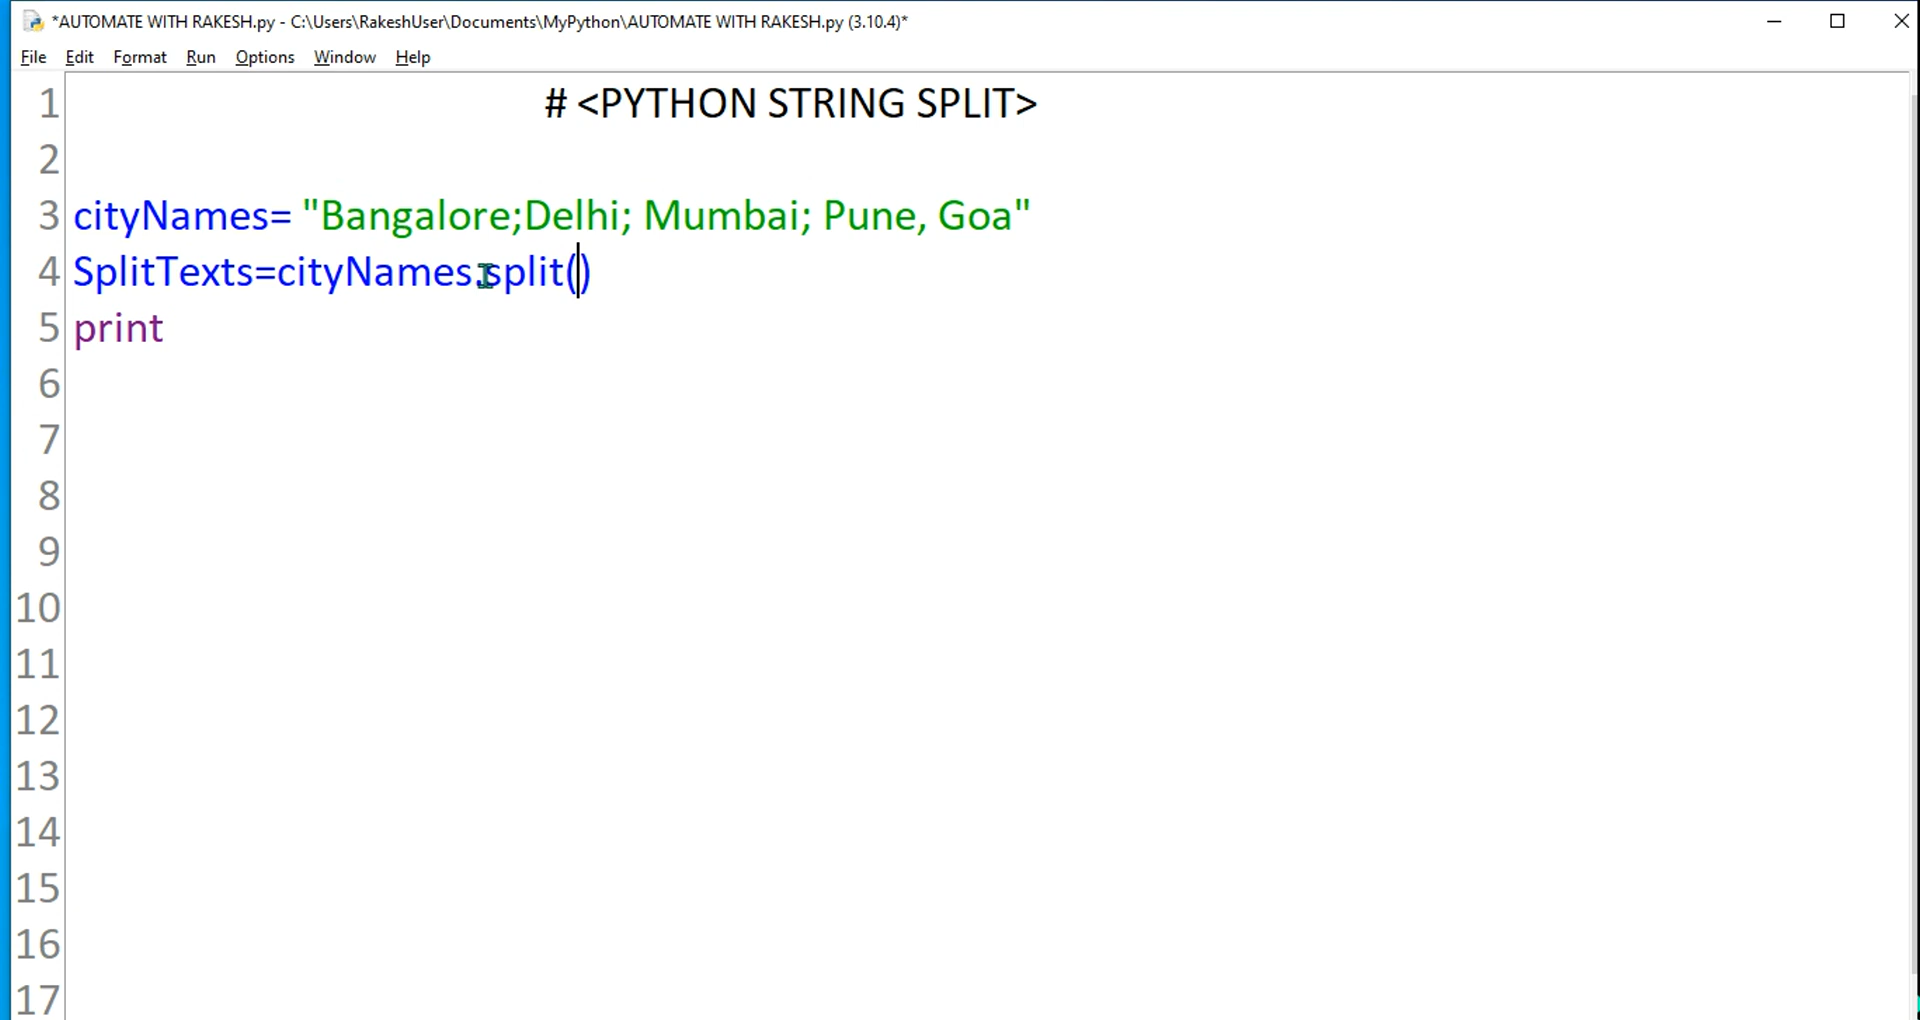 *AUTOMATE WITH RAKESH.py - C:\Users\RakeshUser\Documents\MyPython\AUTOMATE WITH RAKESH.py (3.10.4)*
File Edit Format Run Options Window Help
1 # <PYTHON STRING SPLIT>
2
3 cityNames= "Bangalore;Delhi; Mumbai; Pune, Goa"
4 SplitTexts=cityNames.split()
5 print
6
7
8
9
10
11
12
13
14
15
16
17